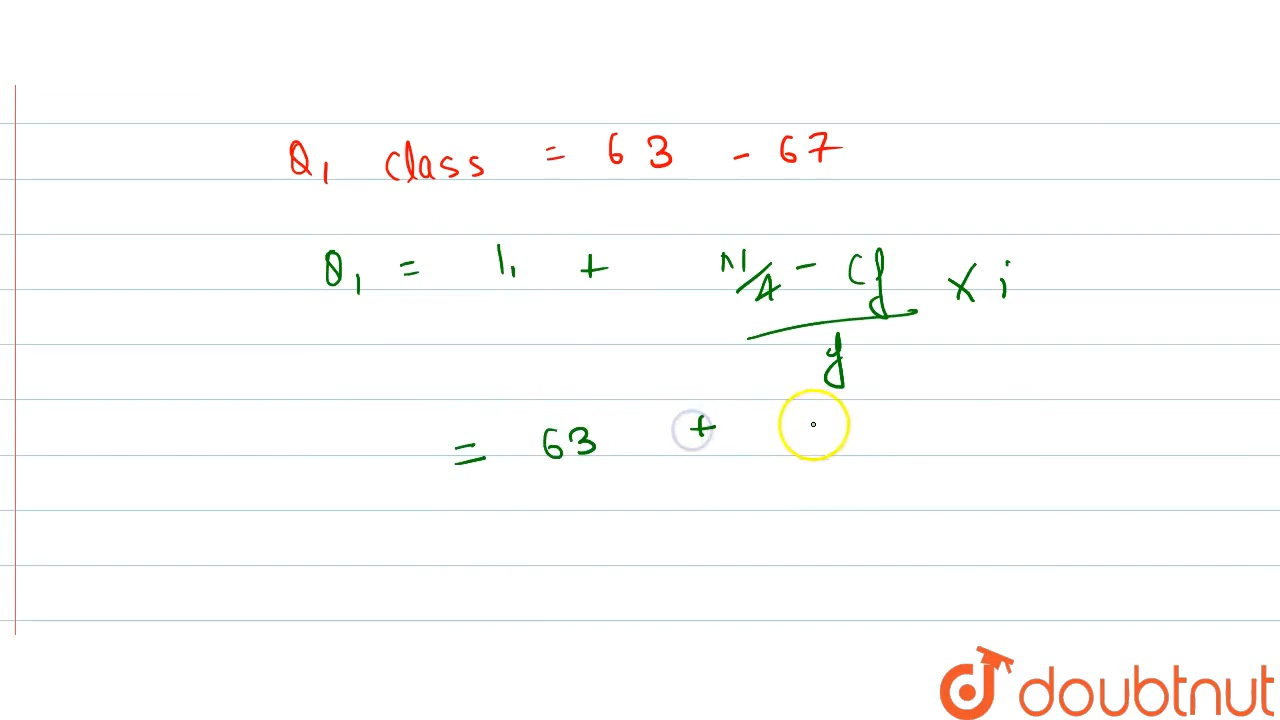 Q1 class = 63 - 67
Q1 = l1 + N/4 - cf
f
× i
= 63 +
doubtnut